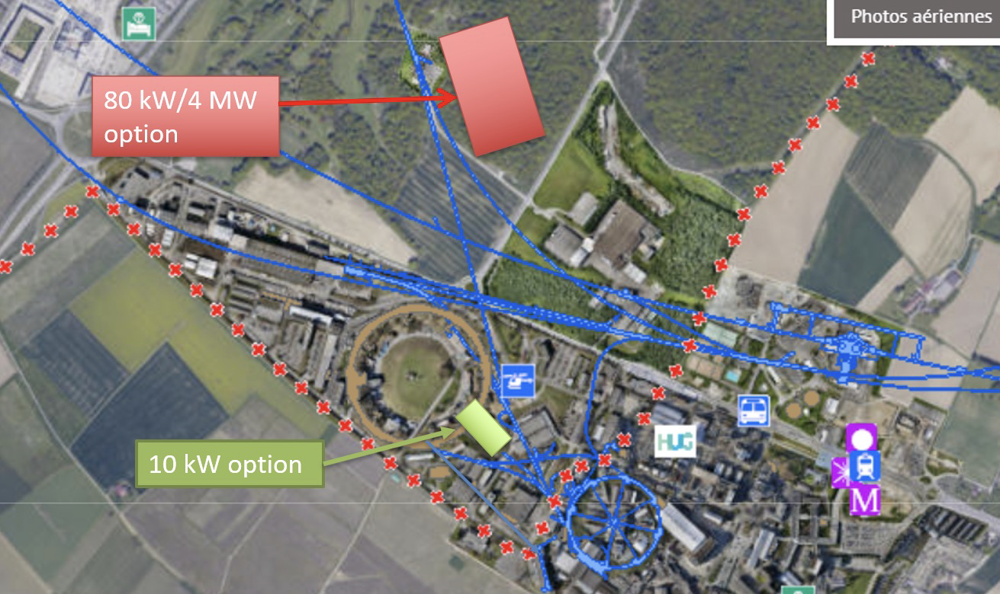 Photos aériennes
80 kW/4 MW
option
10 kW option
HUG
M